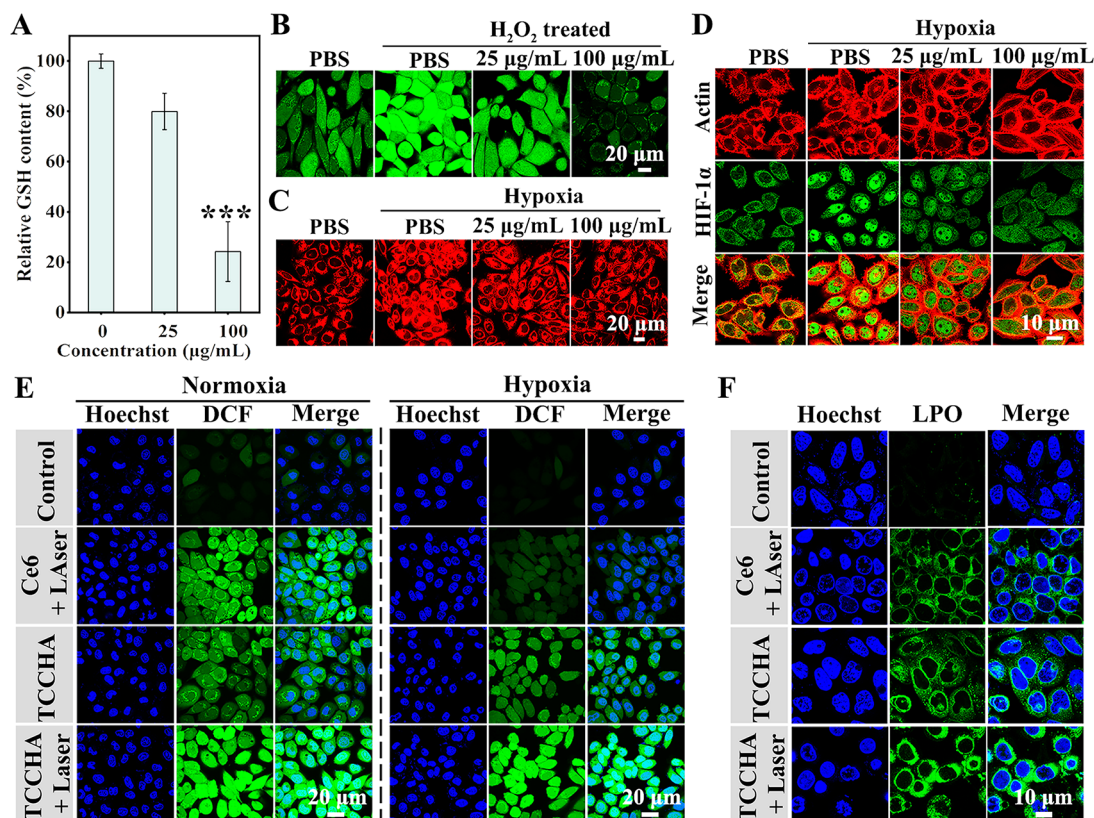 A
Relative GSH content (%)
100
80
60
40
20
0
***
0 25 100
Concentration (μg/mL)
B
H₂O₂ treated
PBS PBS 25 μg/mL 100 μg/mL
20 μm
C
Hypoxia
PBS PBS 25 μg/mL 100 μg/mL
20 μm
D
Hypoxia
PBS PBS 25 μg/mL 100 μg/mL
Actin
HIF-1α
Merge
10 μm
E
Normoxia Hypoxia
Hoechst DCF Merge Hoechst DCF Merge
Control
Ce6
+ LAser
TCCHA
TCCHA
+ Laser
20 μm 20 μm
F
Hoechst LPO Merge
Control
Ce6
+ LAser
TCCHA
TCCHA
+ Laser
10 μm